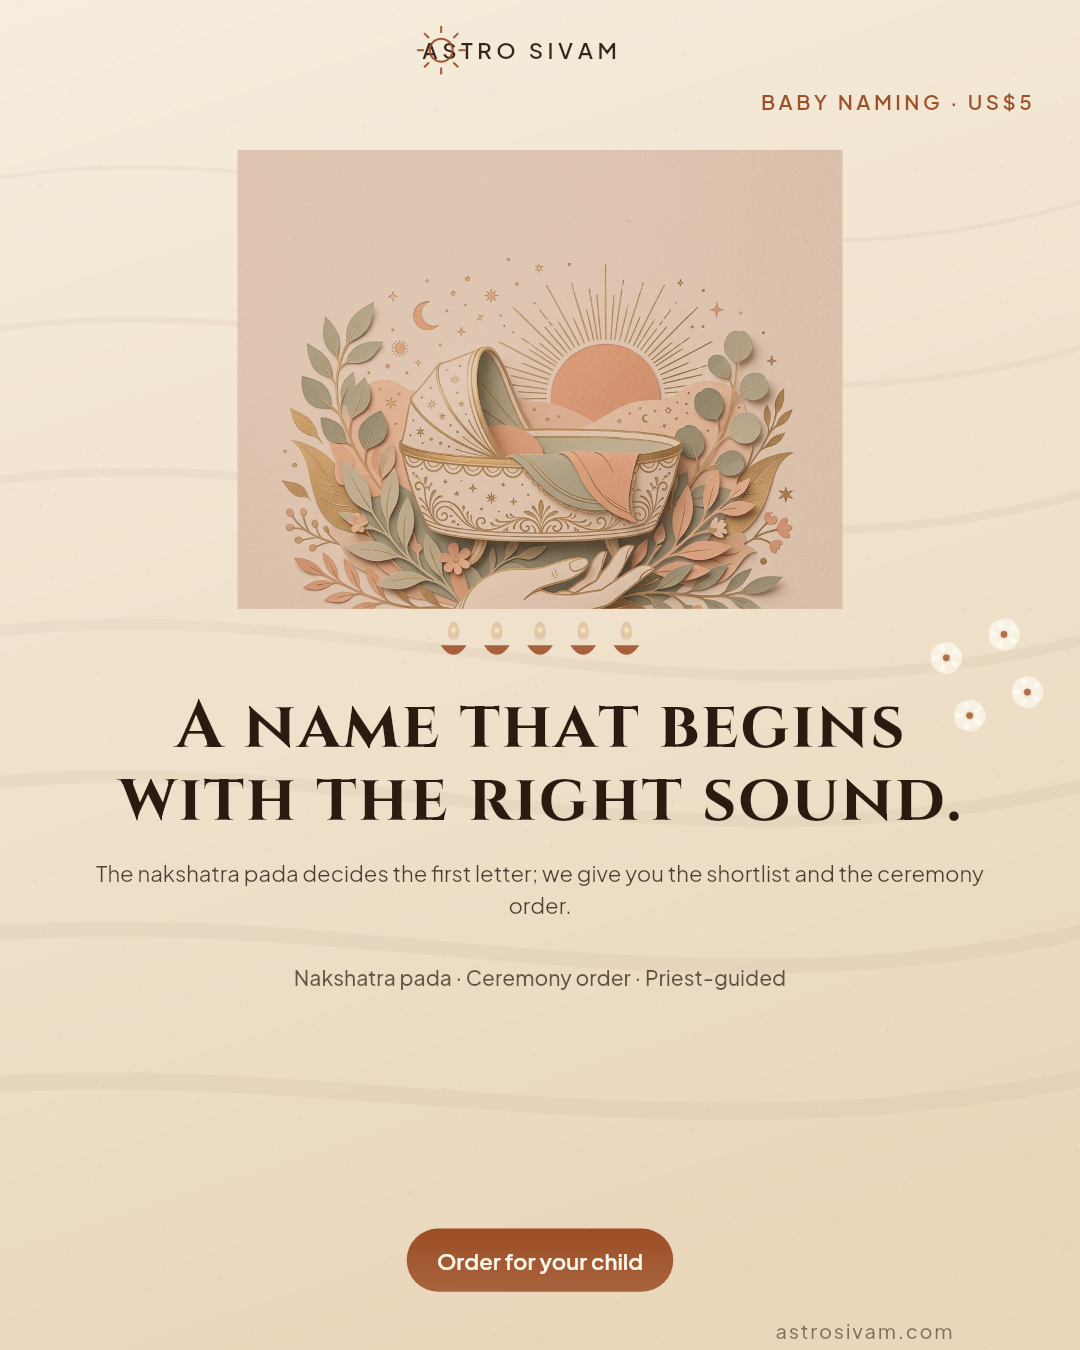 ASTRO SIVAM
BABY NAMING · US$5
A NAME THAT BEGINS
WITH THE RIGHT SOUND.
The nakshatra pada decides the first letter; we give you the shortlist and the ceremony
order.
Nakshatra pada · Ceremony order · Priest-guided
Order for your child
astrosivam.com